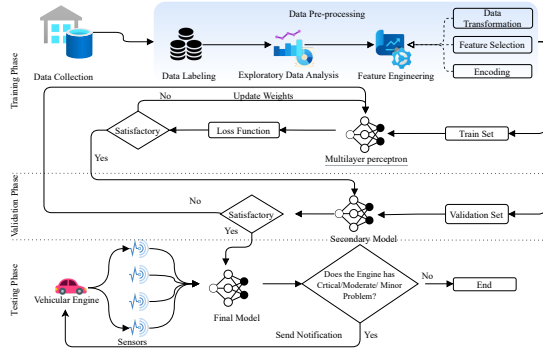 Data Pre-processing
Data
Transformation
Feature Selection
Encoding
Data Collection
Data Labeling
Exploratory Data Analysis
Feature Engineering
Training Phase
No
Update Weights
Satisfactory
Loss Function
Multilayer perceptron
Train Set
Yes
Validation Phase
No
Satisfactory
Secondary Model
Validation Set
Yes
Testing Phase
Vehicular Engine
Sensors
Final Model
Does the Engine has
Crtical/Moderate/ Minor
Problem?
No
End
Send Notification
Yes